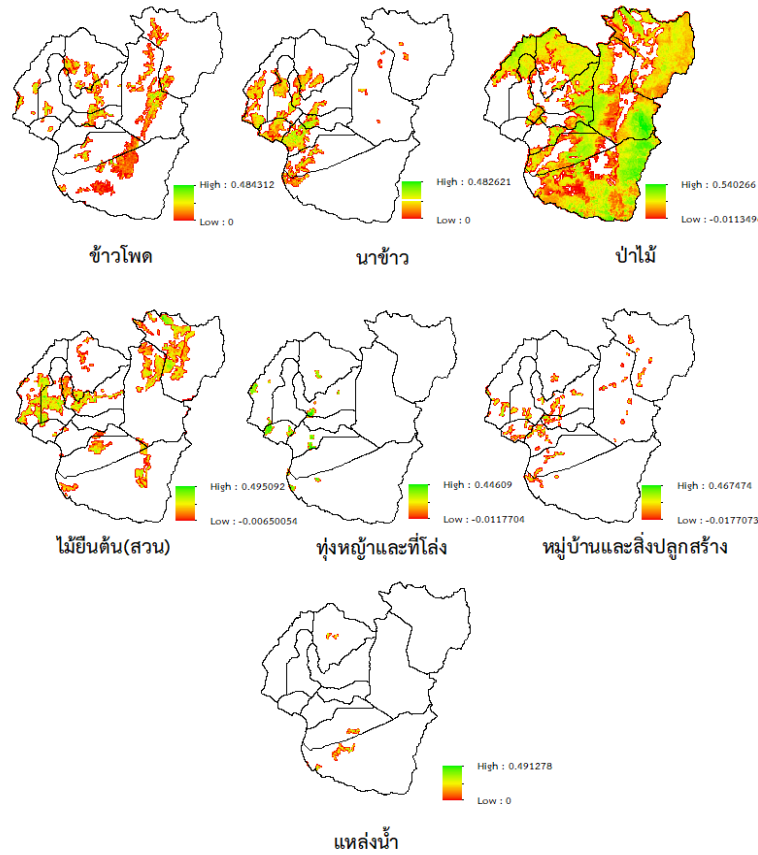 High : 0.484312
Low : 0
ข้าวโพด
High : 0.482621
Low : 0
นาข้าว
High : 0.540266
Low : -0.011349
ป่าไม้
High : 0.495092
Low : -0.00650054
ไม้ยืนต้น(สวน)
High : 0.44609
Low : -0.0117704
ทุ่งหญ้าและที่โล่ง
High : 0.467474
Low : -0.0177073
หมู่บ้านและสิ่งปลูกสร้าง
High : 0.491278
Low : 0
แหล่งน้ำ